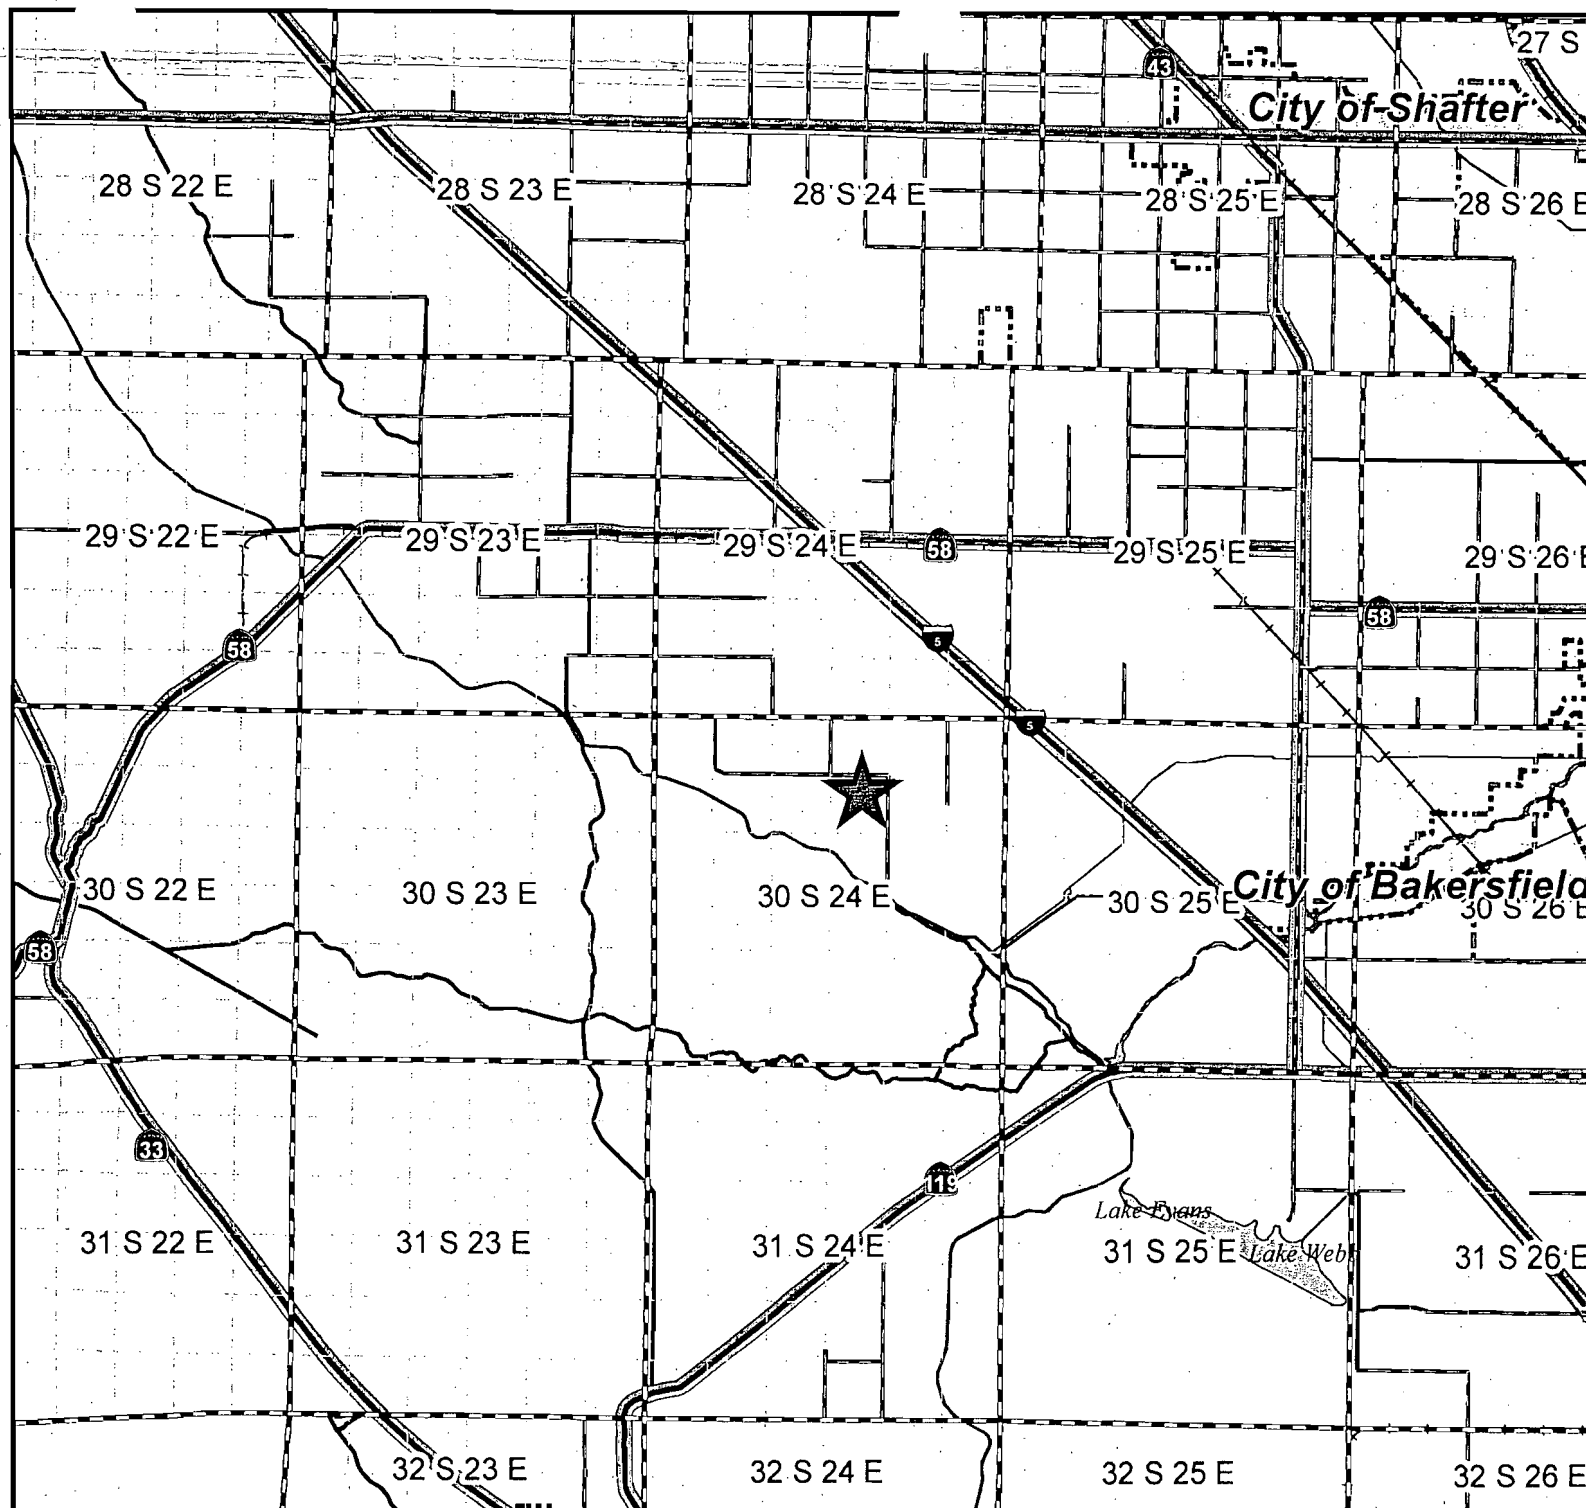 27 S
43
City of Shafter
28 S 22 E
28 S 23 E
28 S 24 E
28 S 25 E
28 S 26 E
29 S 22 E
29 S 23 E
29 S 24 E
58
29 S 25 E
29 S 26 E
58
58
5
5
30 S 22 E
30 S 23 E
30 S 24 E
30 S 25 E
City of Bakersfield
30 S 26 E
58
33
119
Lake Evans
31 S 22 E
31 S 23 E
31 S 24 E
31 S 25 E
Lake Web
31 S 26 E
32 S 23 E
32 S 24 E
32 S 25 E
32 S 26 E